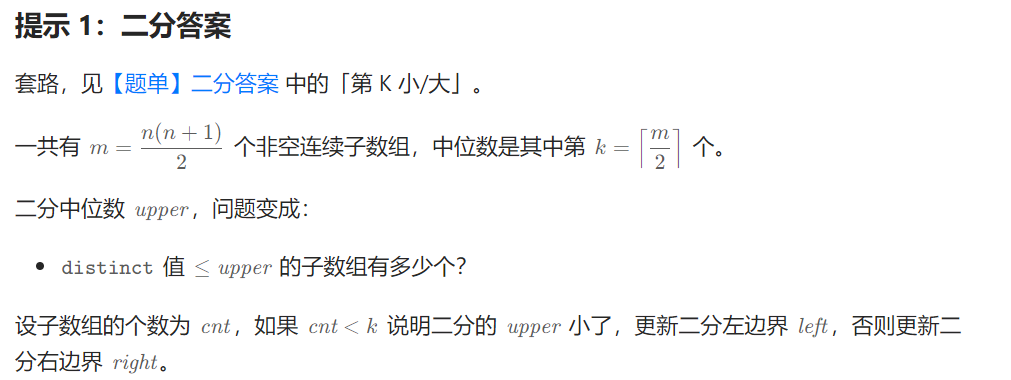 提示 1：二分答案
套路，见【题单】二分答案 中的「第 K 小/大」。
一共有 m = \frac{n(n+1)}{2} 个非空连续子数组，中位数是其中第 k = ⌈\frac{m}{2}⌉ 个。
二分中位数 upper，问题变成：
• distinct 值 ≤ upper 的子数组有多少个？
设子数组的个数为 cnt，如果 cnt < k 说明二分的 upper 小了，更新二分左边界 left，否则更新二
分右边界 right。